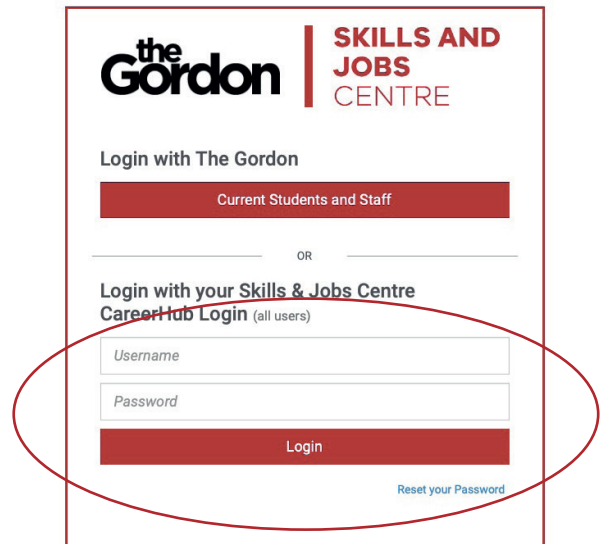 the
Gordon
SKILLS AND
JOBS
CENTRE
Login with The Gordon
Current Students and Staff
OR
Login with your Skills & Jobs Centre
CareerHub Login (all users)
Username
Password
Login
Reset your Password